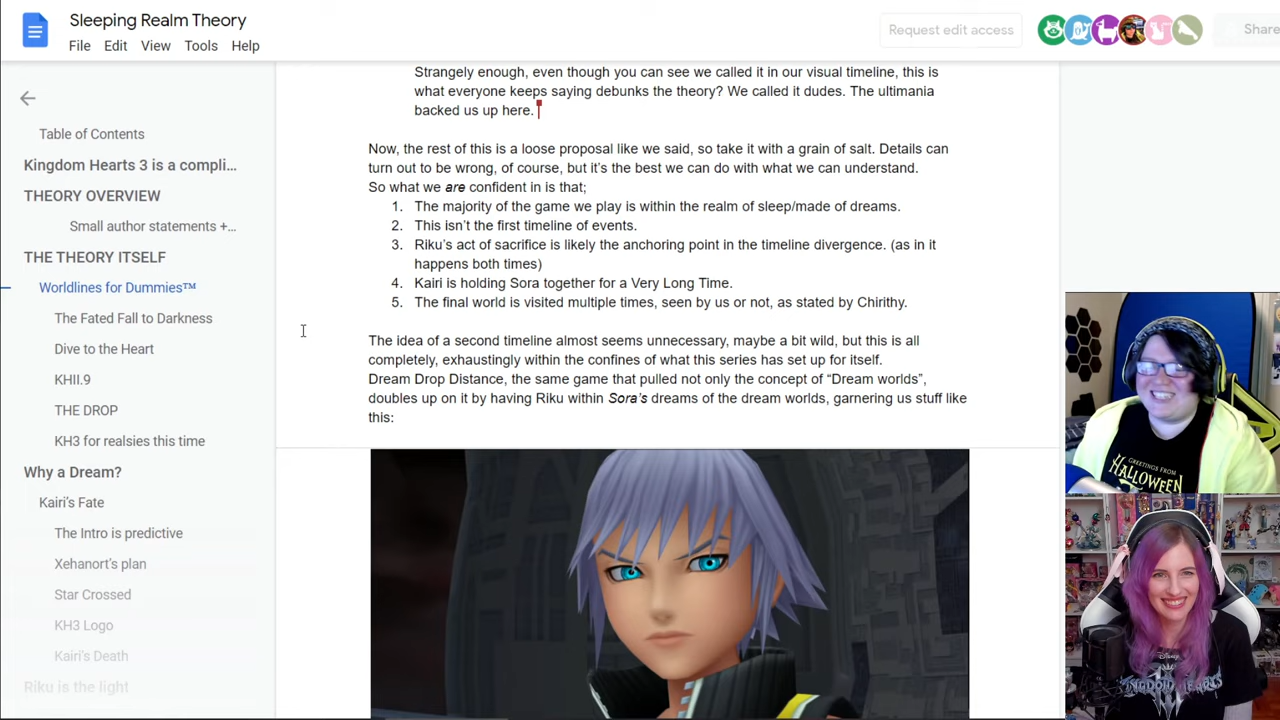 Sleeping Realm Theory
File Edit View Tools Help
Request edit access
Share
Table of Contents
Kingdom Hearts 3 is a compli...
THEORY OVERVIEW
Small author statements +...
THE THEORY ITSELF
Worldlines for Dummies™
The Fated Fall to Darkness
Dive to the Heart
KHII.9
THE DROP
KH3 for realsies this time
Why a Dream?
Kairi's Fate
The Intro is predictive
Xehanort's plan
Star Crossed
KH3 Logo
Kairi's Death
Riku is the light
Strangely enough, even though you can see we called it in our visual timeline, this is
what everyone keeps saying debunks the theory? We called it dudes. The ultimania
backed us up here.
Now, the rest of this is a loose proposal like we said, so take it with a grain of salt. Details can
turn out to be wrong, of course, but it's the best we can do with what we can understand.
So what we are confident in is that;
1. The majority of the game we play is within the realm of sleep/made of dreams.
2. This isn't the first timeline of events.
3. Riku's act of sacrifice is likely the anchoring point in the timeline divergence. (as in it
happens both times)
4. Kairi is holding Sora together for a Very Long Time.
5. The final world is visited multiple times, seen by us or not, as stated by Chirithy.
The idea of a second timeline almost seems unnecessary, maybe a bit wild, but this is all
completely, exhaustingly within the confines of what this series has set up for itself.
Dream Drop Distance, the same game that pulled not only the concept of “Dream worlds”,
doubles up on it by having Riku within Sora's dreams of the dream worlds, garnering us stuff like
this:
GREETINGS FROM
HALLOWEEN
Disney
KINGDOM HEARTS